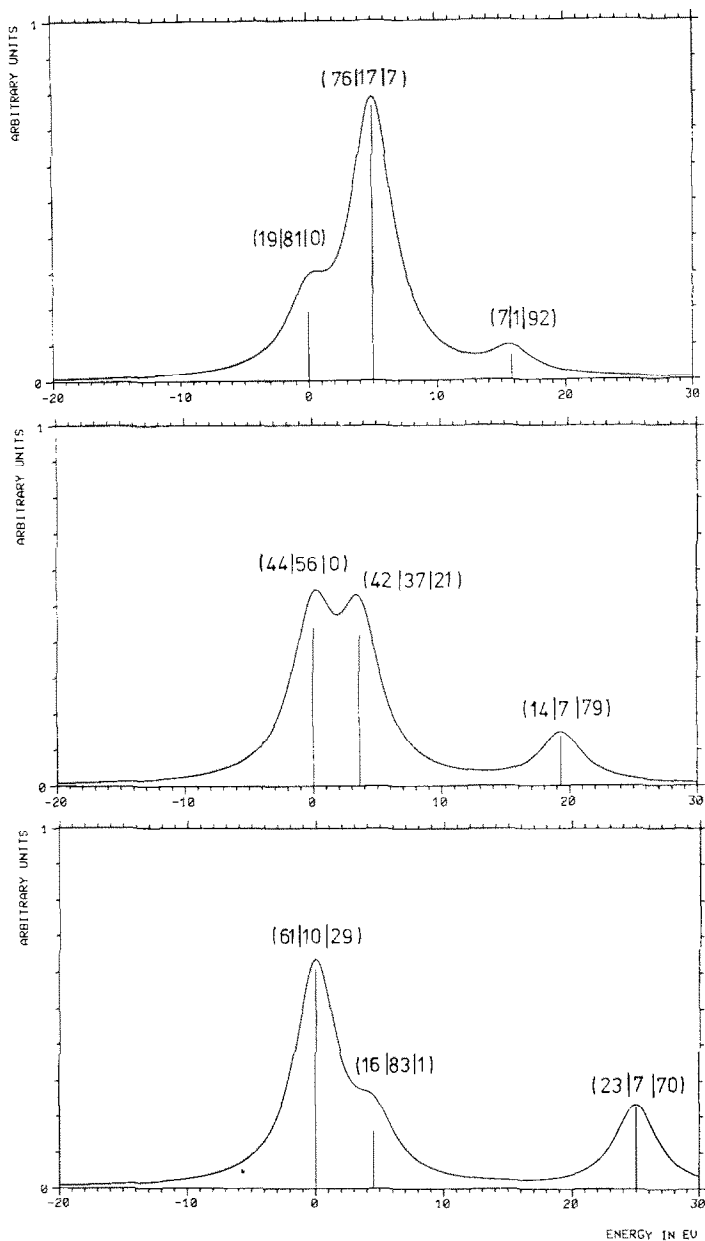 ARBITRARY UNITS
1
(76|17|7)
(19|81|0)
(7|1|92)
0
-20 -10 0 10 20 30
ARBITRARY UNITS
1
(44|56|0)
(42|37|21)
(14|7|79)
0
-20 -10 0 10 20 30
ARBITRARY UNITS
1
(61|10|29)
(16|83|1)
(23|7|70)
0
-20 -10 0 10 20 30
ENERGY IN EV